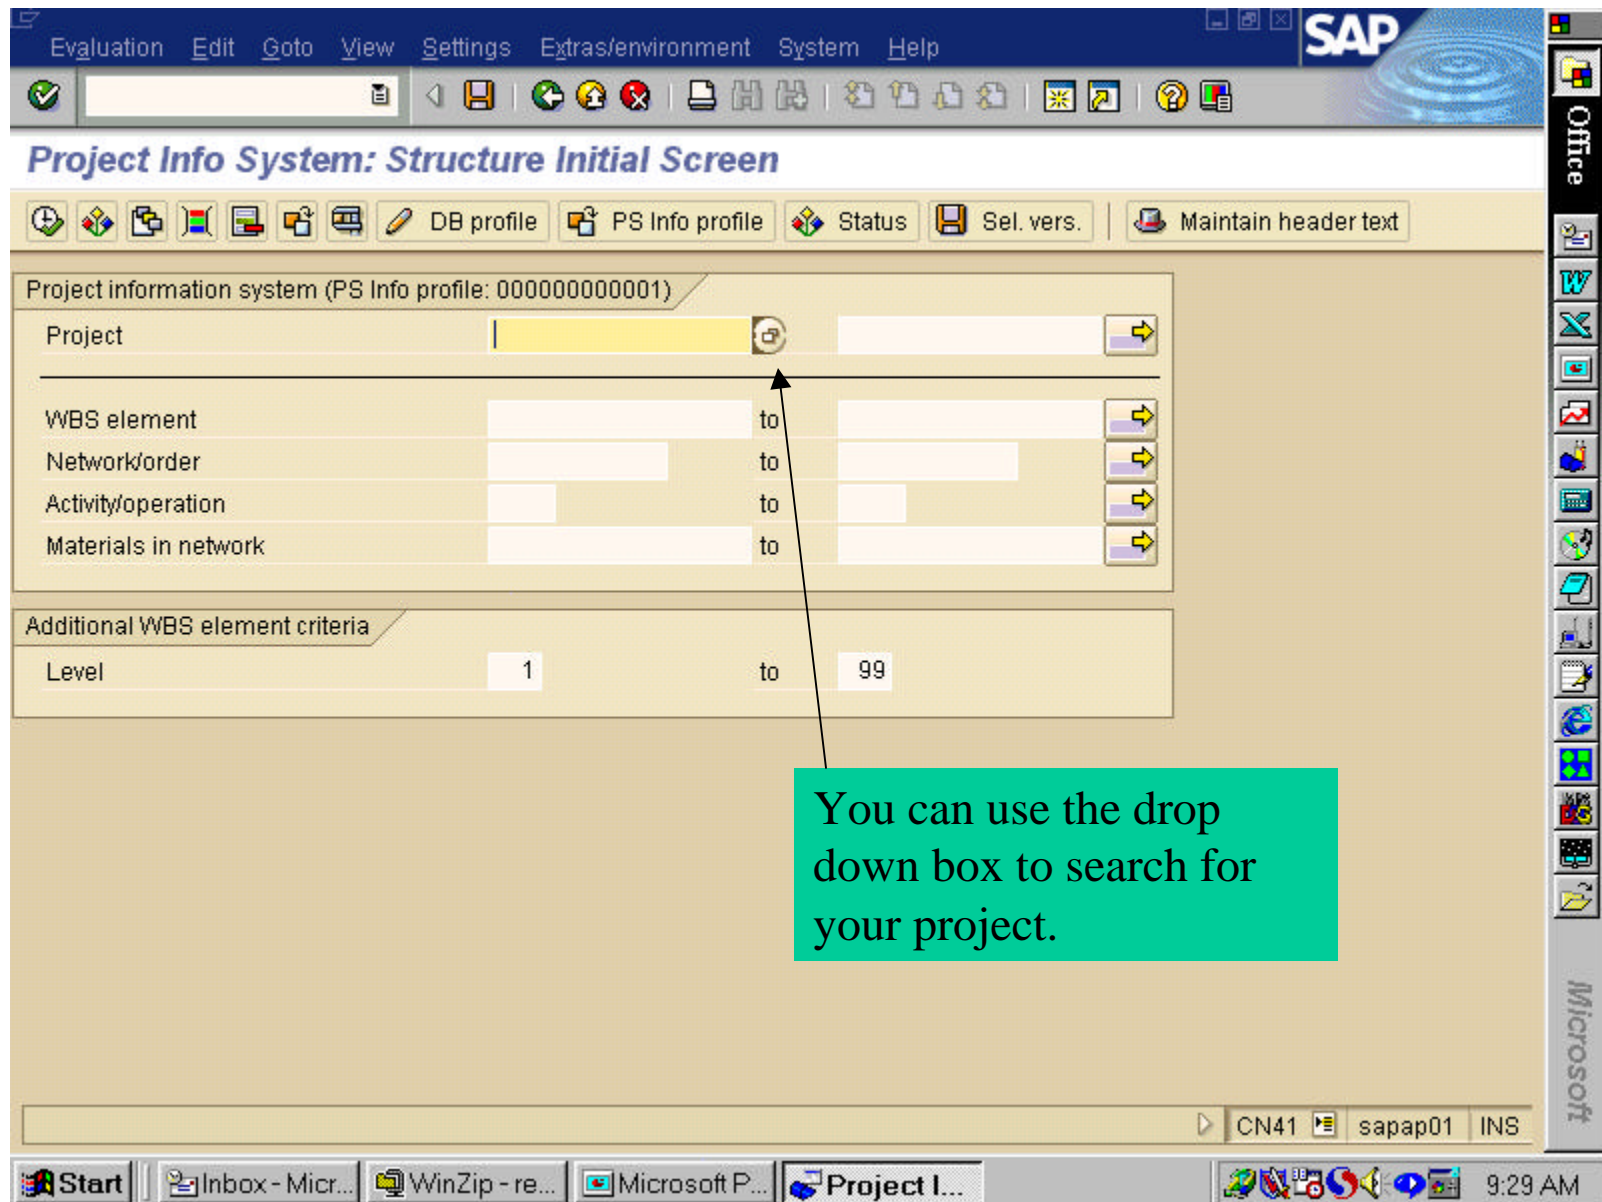 Evaluation Edit Goto View Settings Extras/environment System Help
SAP
Project Info System: Structure Initial Screen
DB profile PS Info profile Status Sel. vers. Maintain header text
Project information system (PS Info profile: 000000000001)
Project
WBS element to
Network/order to
Activity/operation to
Materials in network to
Additional WBS element criteria
Level 1 to 99
You can use the drop
down box to search for
your project.
CN41 sapap01 INS
Start Inbox - Micr... WinZip - re... Microsoft P... Project I... 9:29 AM
Office
Microsoft